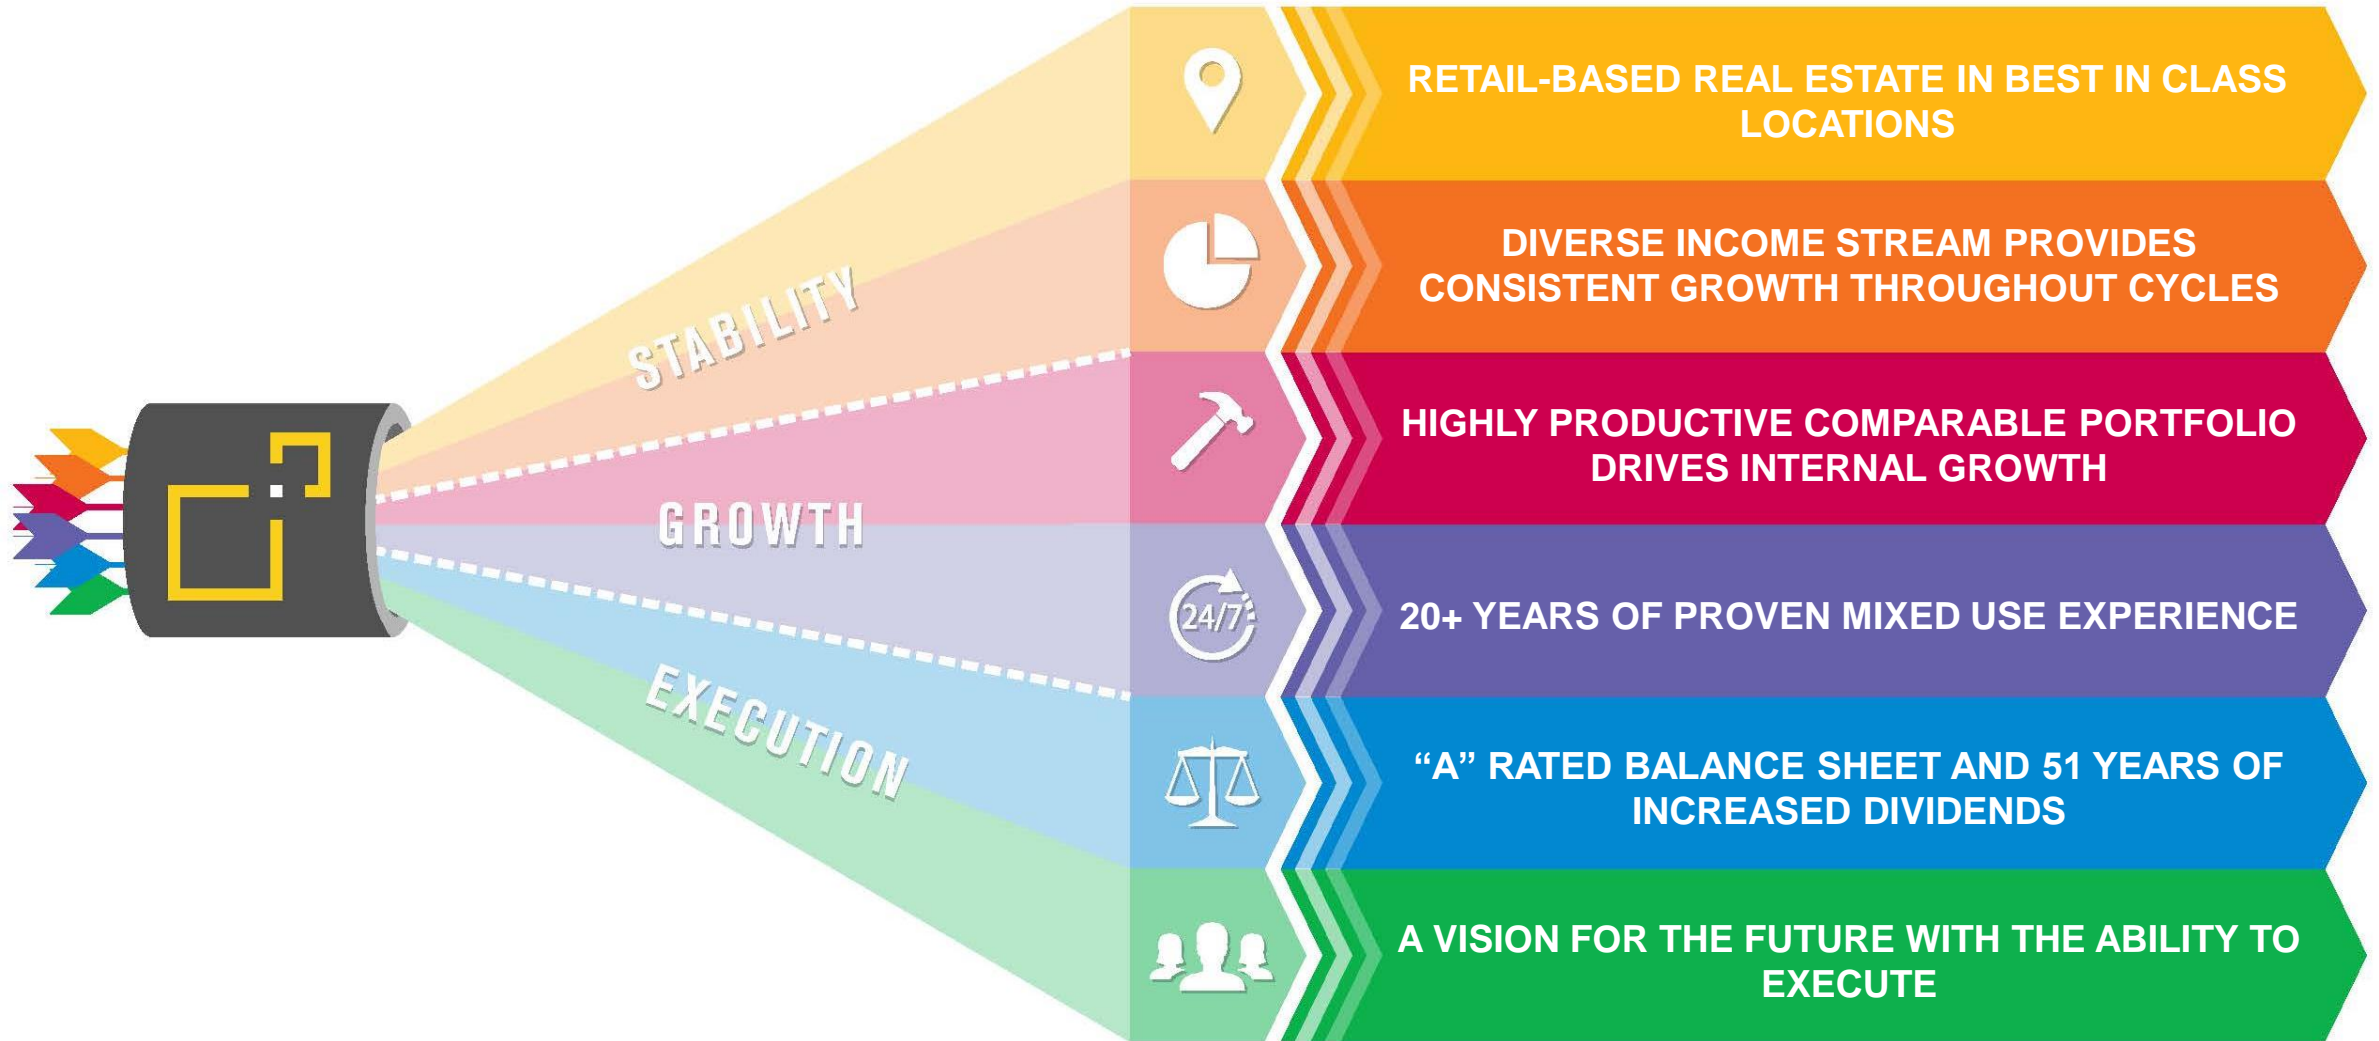 STABILITY
GROWTH
EXECUTION
RETAIL-BASED REAL ESTATE IN BEST IN CLASS
LOCATIONS
DIVERSE INCOME STREAM PROVIDES
CONSISTENT GROWTH THROUGHOUT CYCLES
HIGHLY PRODUCTIVE COMPARABLE PORTFOLIO
DRIVES INTERNAL GROWTH
24/7
20+ YEARS OF PROVEN MIXED USE EXPERIENCE
“A” RATED BALANCE SHEET AND 51 YEARS OF
INCREASED DIVIDENDS
A VISION FOR THE FUTURE WITH THE ABILITY TO
EXECUTE